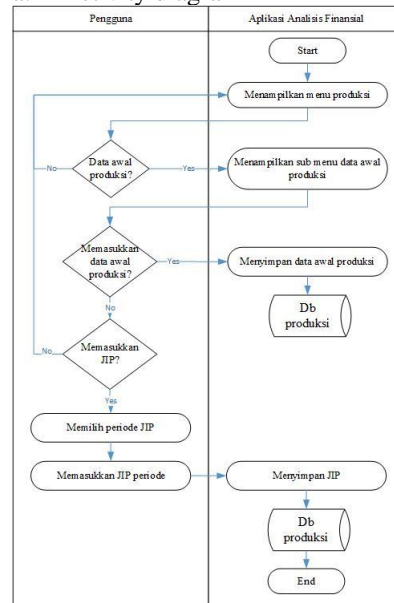 Pengguna
Aplikasi Analisis Finansial
Start
Menampilkan menu produksi
Data awal
produksi?
No
Yes
Menampilkan sub menu data awal
produksi
Memasukkan
data awal
produksi?
Yes
Menyimpan data awal produksi
No
Db
produksi
Memasukkan
JIP?
No
Yes
Memilih periode JIP
Memasukkan JIP periode
Menyimpan JIP
Db
produksi
End